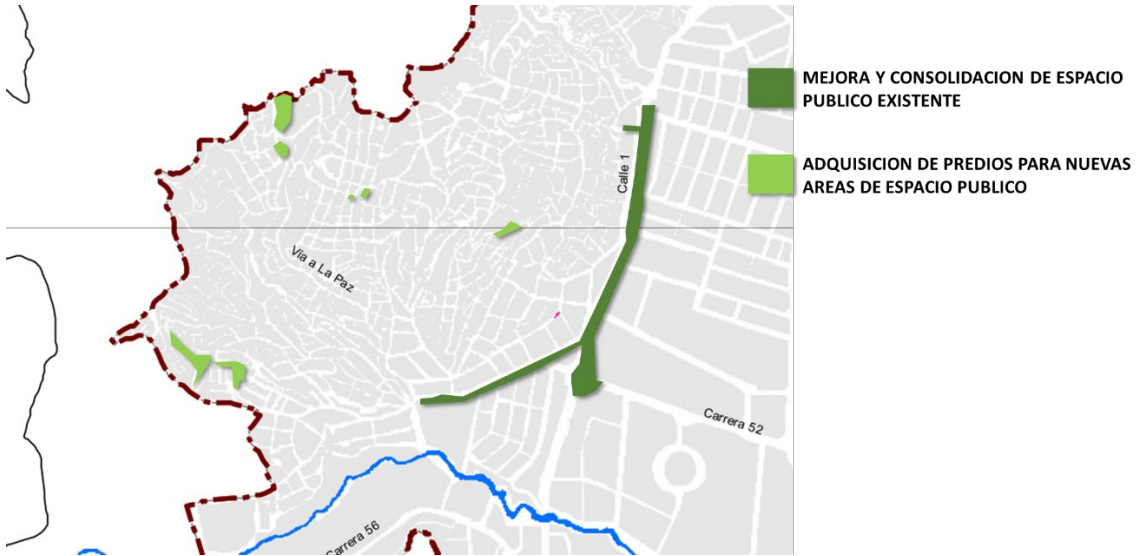 MEJORA Y CONSOLIDACION DE ESPACIO
PUBLICO EXISTENTE
ADQUISICION DE PREDIOS PARA NUEVAS
AREAS DE ESPACIO PUBLICO
Calle 1
Via a La Paz
Carrera 52
Carrera 56